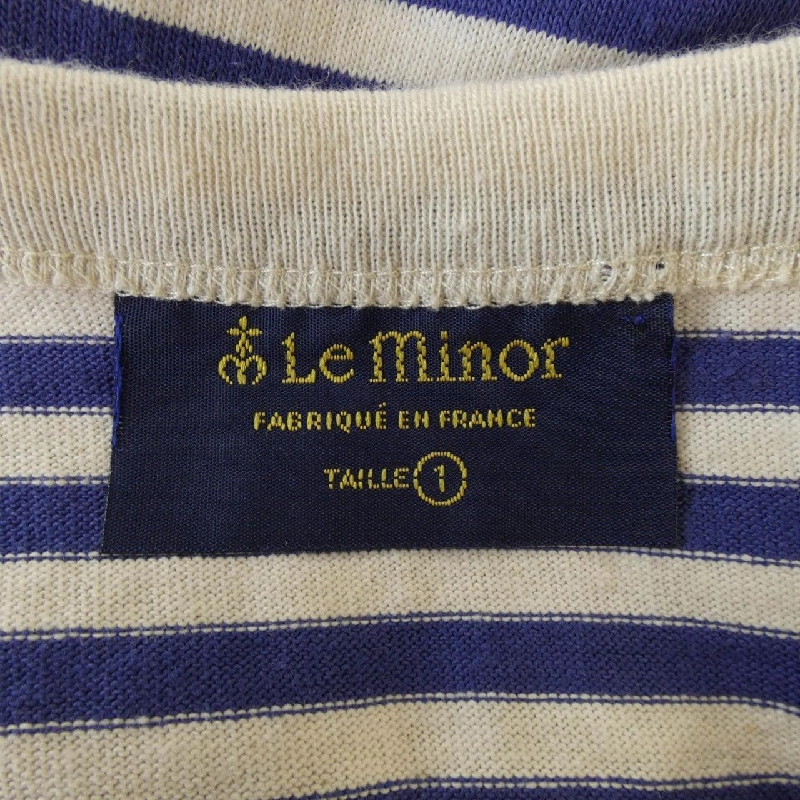 Le minor
FABRIQUÉ EN FRANCE
TAILLE 1